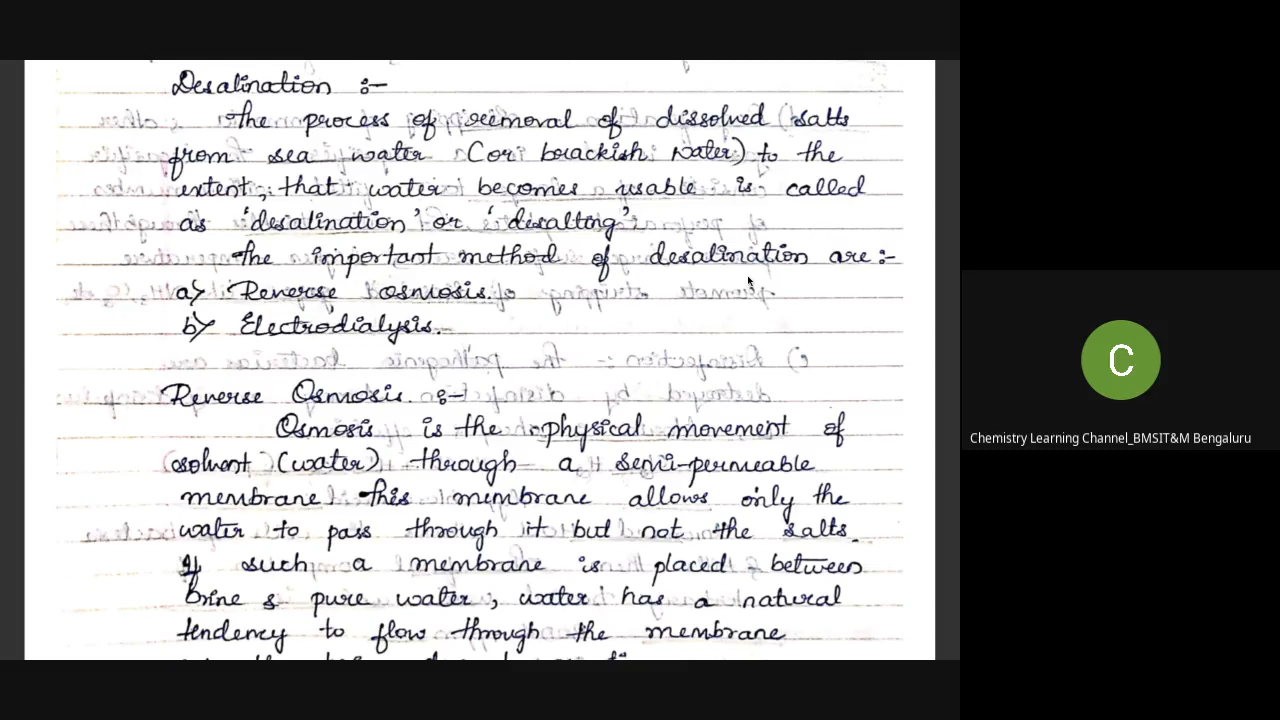 Desalination :-
The process of removal of dissolved salts
from sea water (or brackish water) to the
extent, that water becomes usable is called
as 'desalination' or 'desalting'
The important method of desalination are :-
a) Reverse osmosis.
b) Electrodialysis.
Reverse Osmosis :-
Osmosis is the physical movement of
solvent (water) through a semi-permeable
membrane. This membrane allows only the
water to pass through it but not the salts.
If such a membrane is placed between
brine & pure water, water has a natural
tendency to flow through the membrane
C
Chemistry Learning Channel_BMSIT&M Bengaluru